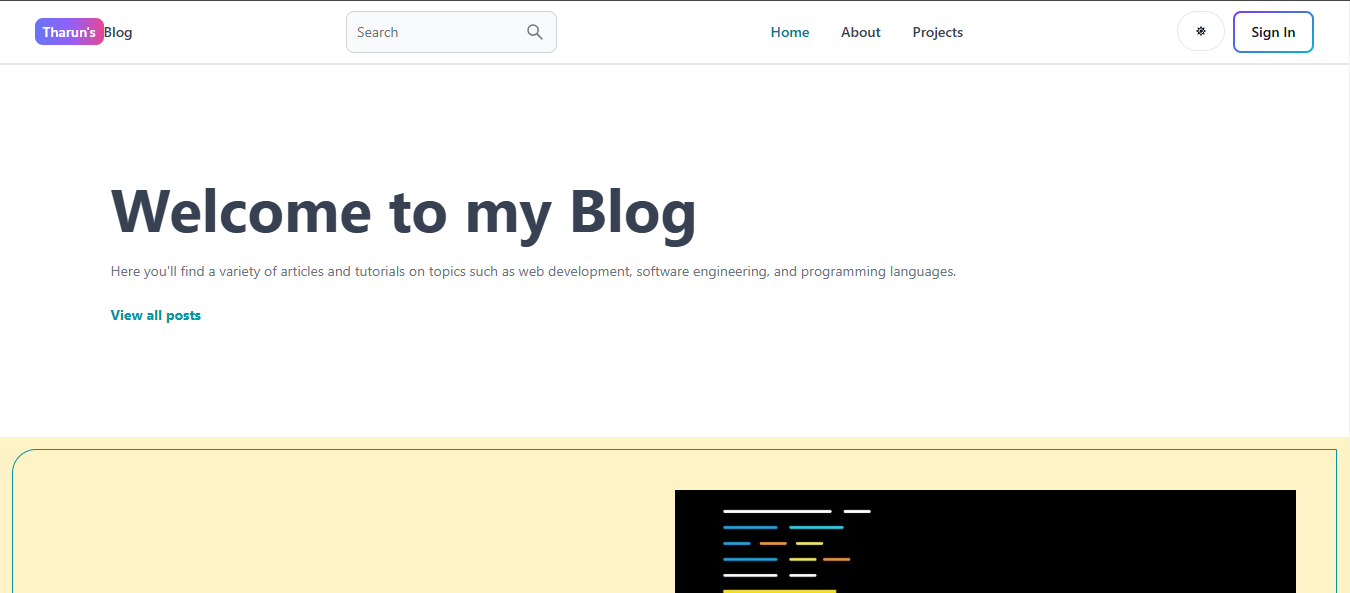 Tharun's Blog
Search
Home About Projects
Sign In
Welcome to my Blog
Here you'll find a variety of articles and tutorials on topics such as web development, software engineering, and programming languages.
View all posts